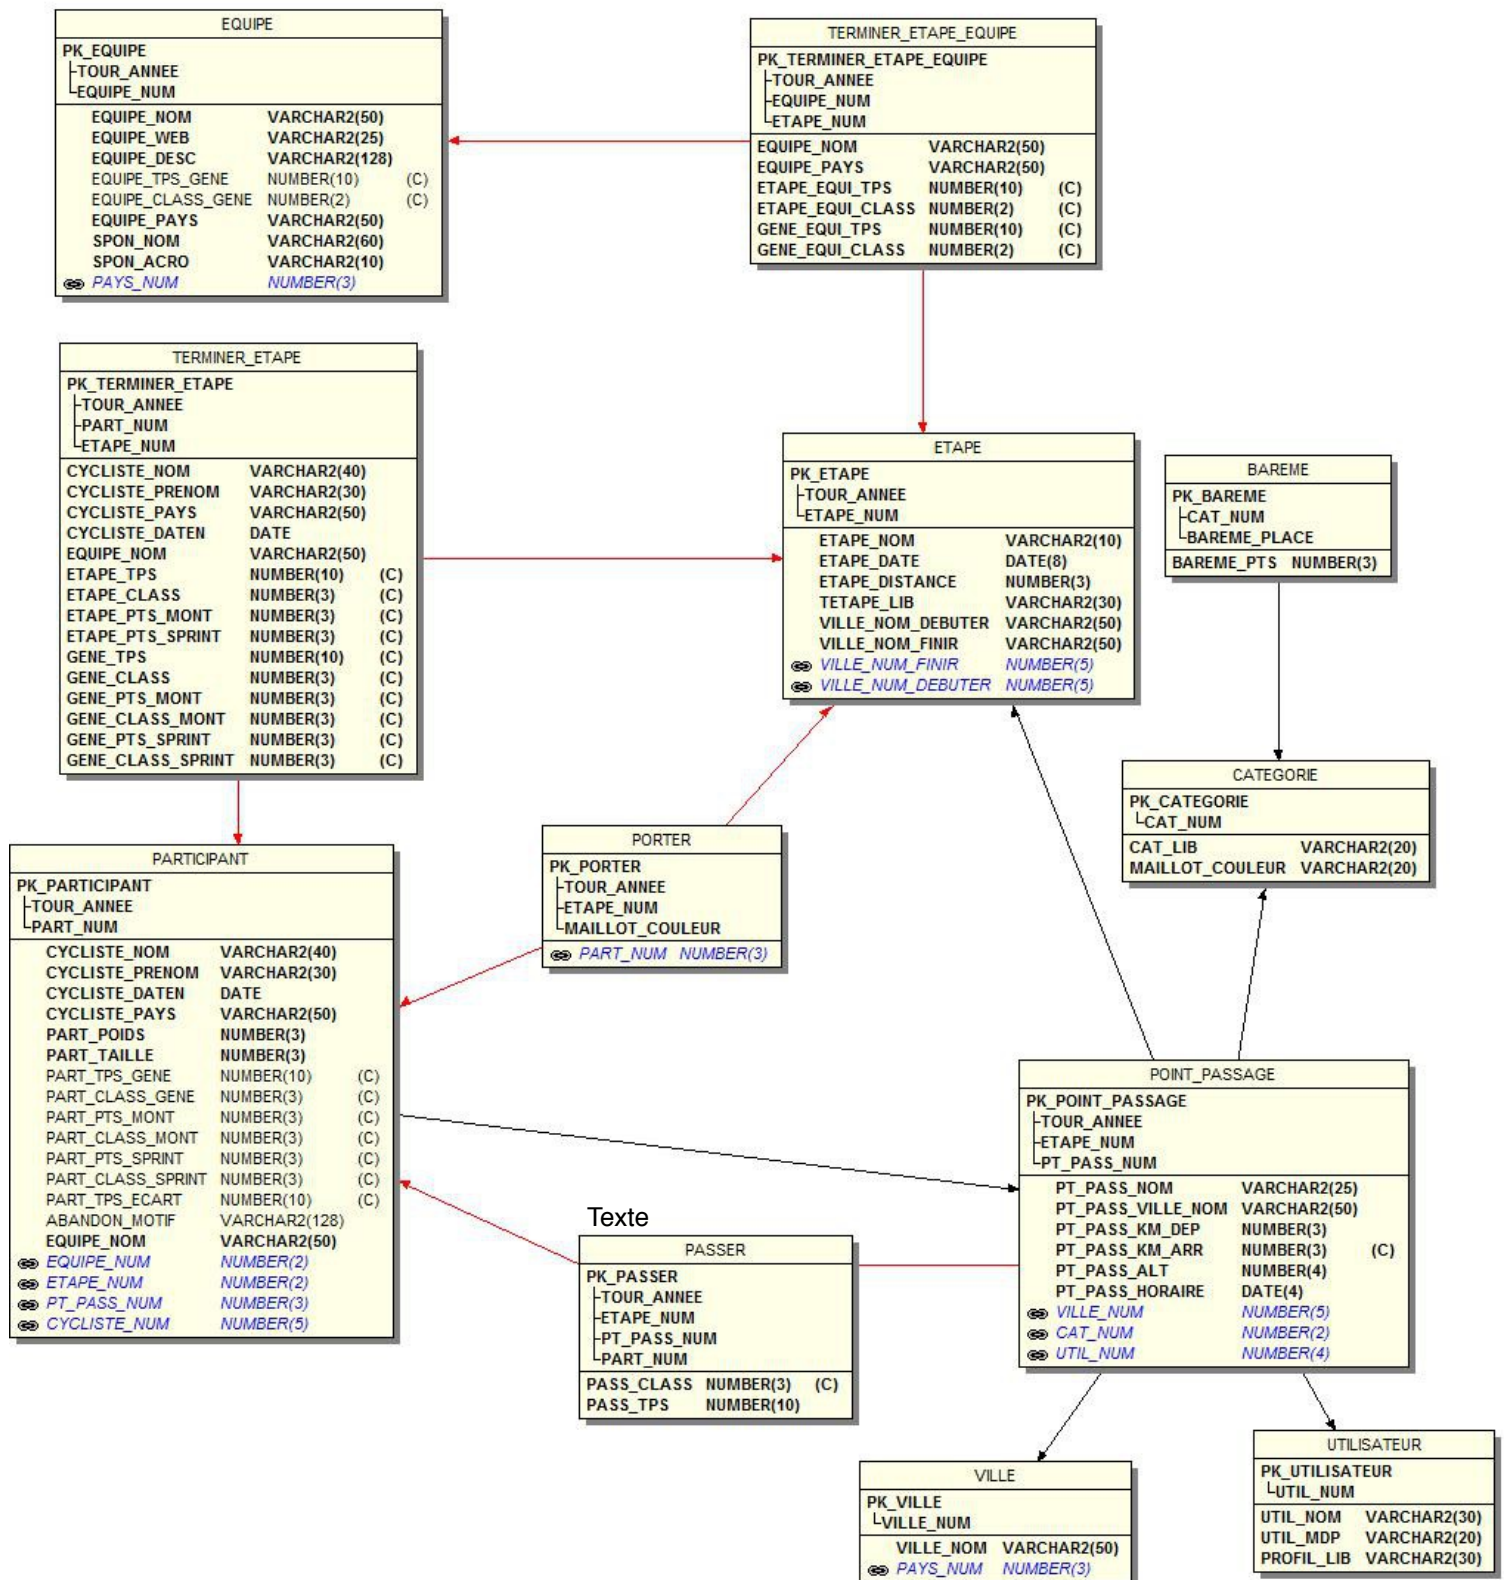 EQUIPE
PK_EQUIPE
TOUR_ANNEE
EQUIPE_NUM
EQUIPE_NOM VARCHAR2(50)
EQUIPE_WEB VARCHAR2(25)
EQUIPE_DESC VARCHAR2(128)
EQUIPE_TPS_GENE NUMBER(10) (C)
EQUIPE_CLASS_GENE NUMBER(2) (C)
EQUIPE_PAYS VARCHAR2(50)
SPON_NOM VARCHAR2(60)
SPON_ACRO VARCHAR2(10)
PAYS_NUM NUMBER(3)
TERMINER_ETAPE_EQUIPE
PK_TERMINER_ETAPE_EQUIPE
TOUR_ANNEE
EQUIPE_NUM
ETAPE_NUM
EQUIPE_NOM VARCHAR2(50)
EQUIPE_PAYS VARCHAR2(50)
ETAPE_EQUI_TPS NUMBER(10) (C)
ETAPE_EQUI_CLASS NUMBER(2) (C)
GENE_EQUI_TPS NUMBER(10) (C)
GENE_EQUI_CLASS NUMBER(2) (C)
TERMINER_ETAPE
PK_TERMINER_ETAPE
TOUR_ANNEE
PART_NUM
ETAPE_NUM
CYCLISTE_NOM VARCHAR2(40)
CYCLISTE_PRENOM VARCHAR2(30)
CYCLISTE_PAYS VARCHAR2(50)
CYCLISTE_DATEN DATE
EQUIPE_NOM VARCHAR2(50)
ETAPE_TPS NUMBER(10) (C)
ETAPE_CLASS NUMBER(3) (C)
ETAPE_PTS_MONT NUMBER(3) (C)
ETAPE_PTS_SPRINT NUMBER(3) (C)
GENE_TPS NUMBER(10) (C)
GENE_CLASS NUMBER(3) (C)
GENE_PTS_MONT NUMBER(3) (C)
GENE_CLASS_MONT NUMBER(3) (C)
GENE_PTS_SPRINT NUMBER(3) (C)
GENE_CLASS_SPRINT NUMBER(3) (C)
ETAPE
PK_ETAPE
TOUR_ANNEE
ETAPE_NUM
ETAPE_NOM VARCHAR2(10)
ETAPE_DATE DATE(8)
ETAPE_DISTANCE NUMBER(3)
TETAPE_LIB VARCHAR2(30)
VILLE_NOM_DEBUTER VARCHAR2(50)
VILLE_NOM_FINIR VARCHAR2(50)
VILLE_NUM_FINIR NUMBER(5)
VILLE_NUM_DEBUTER NUMBER(5)
BAREME
PK_BAREME
CAT_NUM
BAREME_PLACE
BAREME_PTS NUMBER(3)
CATEGORIE
PK_CATEGORIE
CAT_NUM
CAT_LIB VARCHAR2(20)
MAILLOT_COULEUR VARCHAR2(20)
PORTER
PK_PORTER
TOUR_ANNEE
ETAPE_NUM
MAILLOT_COULEUR
PART_NUM NUMBER(3)
PARTICIPANT
PK_PARTICIPANT
TOUR_ANNEE
PART_NUM
CYCLISTE_NOM VARCHAR2(40)
CYCLISTE_PRENOM VARCHAR2(30)
CYCLISTE_DATEN DATE
CYCLISTE_PAYS VARCHAR2(50)
PART_POIDS NUMBER(3)
PART_TAILLE NUMBER(3)
PART_TPS_GENE NUMBER(10) (C)
PART_CLASS_GENE NUMBER(3) (C)
PART_PTS_MONT NUMBER(3) (C)
PART_CLASS_MONT NUMBER(3) (C)
PART_PTS_SPRINT NUMBER(3) (C)
PART_CLASS_SPRINT NUMBER(3) (C)
PART_TPS_ECART NUMBER(10) (C)
ABANDON_MOTIF VARCHAR2(128)
EQUIPE_NOM VARCHAR2(50)
EQUIPE_NUM NUMBER(2)
ETAPE_NUM NUMBER(2)
PT_PASS_NUM NUMBER(3)
CYCLISTE_NUM NUMBER(5)
POINT_PASSAGE
PK_POINT_PASSAGE
TOUR_ANNEE
ETAPE_NUM
PT_PASS_NUM
PT_PASS_NOM VARCHAR2(25)
PT_PASS_VILLE_NOM VARCHAR2(50)
PT_PASS_KM_DEP NUMBER(3)
PT_PASS_KM_ARR NUMBER(3) (C)
PT_PASS_ALT NUMBER(4)
PT_PASS_HORAIRE DATE(4)
VILLE_NUM NUMBER(5)
CAT_NUM NUMBER(2)
UTIL_NUM NUMBER(4)
Texte
PASSER
PK_PASSER
TOUR_ANNEE
ETAPE_NUM
PT_PASS_NUM
PART_NUM
PASS_CLASS NUMBER(3) (C)
PASS_TPS NUMBER(10)
VILLE
PK_VILLE
VILLE_NUM
VILLE_NOM VARCHAR2(50)
PAYS_NUM NUMBER(3)
UTILISATEUR
PK_UTILISATEUR
UTIL_NUM
UTIL_NOM VARCHAR2(30)
UTIL_MDP VARCHAR2(20)
PROFIL_LIB VARCHAR2(30)